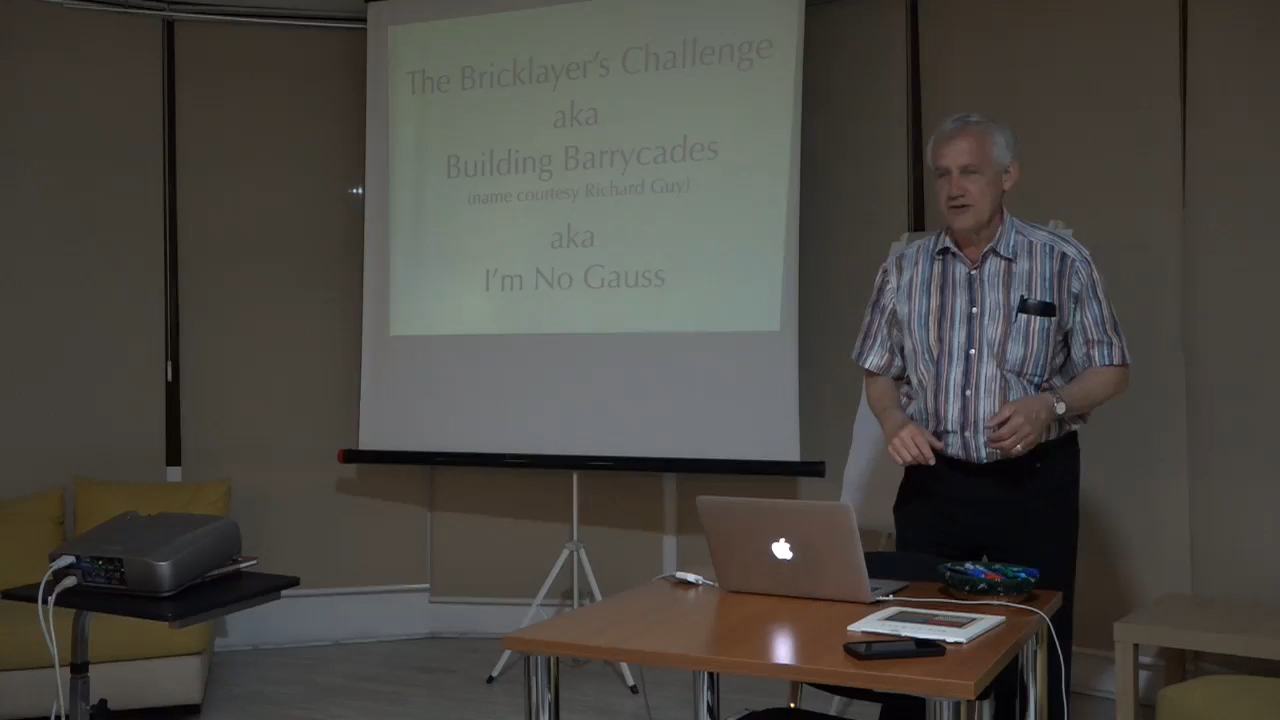 The Bricklayer's Challenge
aka
Building Barrycades
(name courtesy Richard Guy)
aka
I'm No Gauss